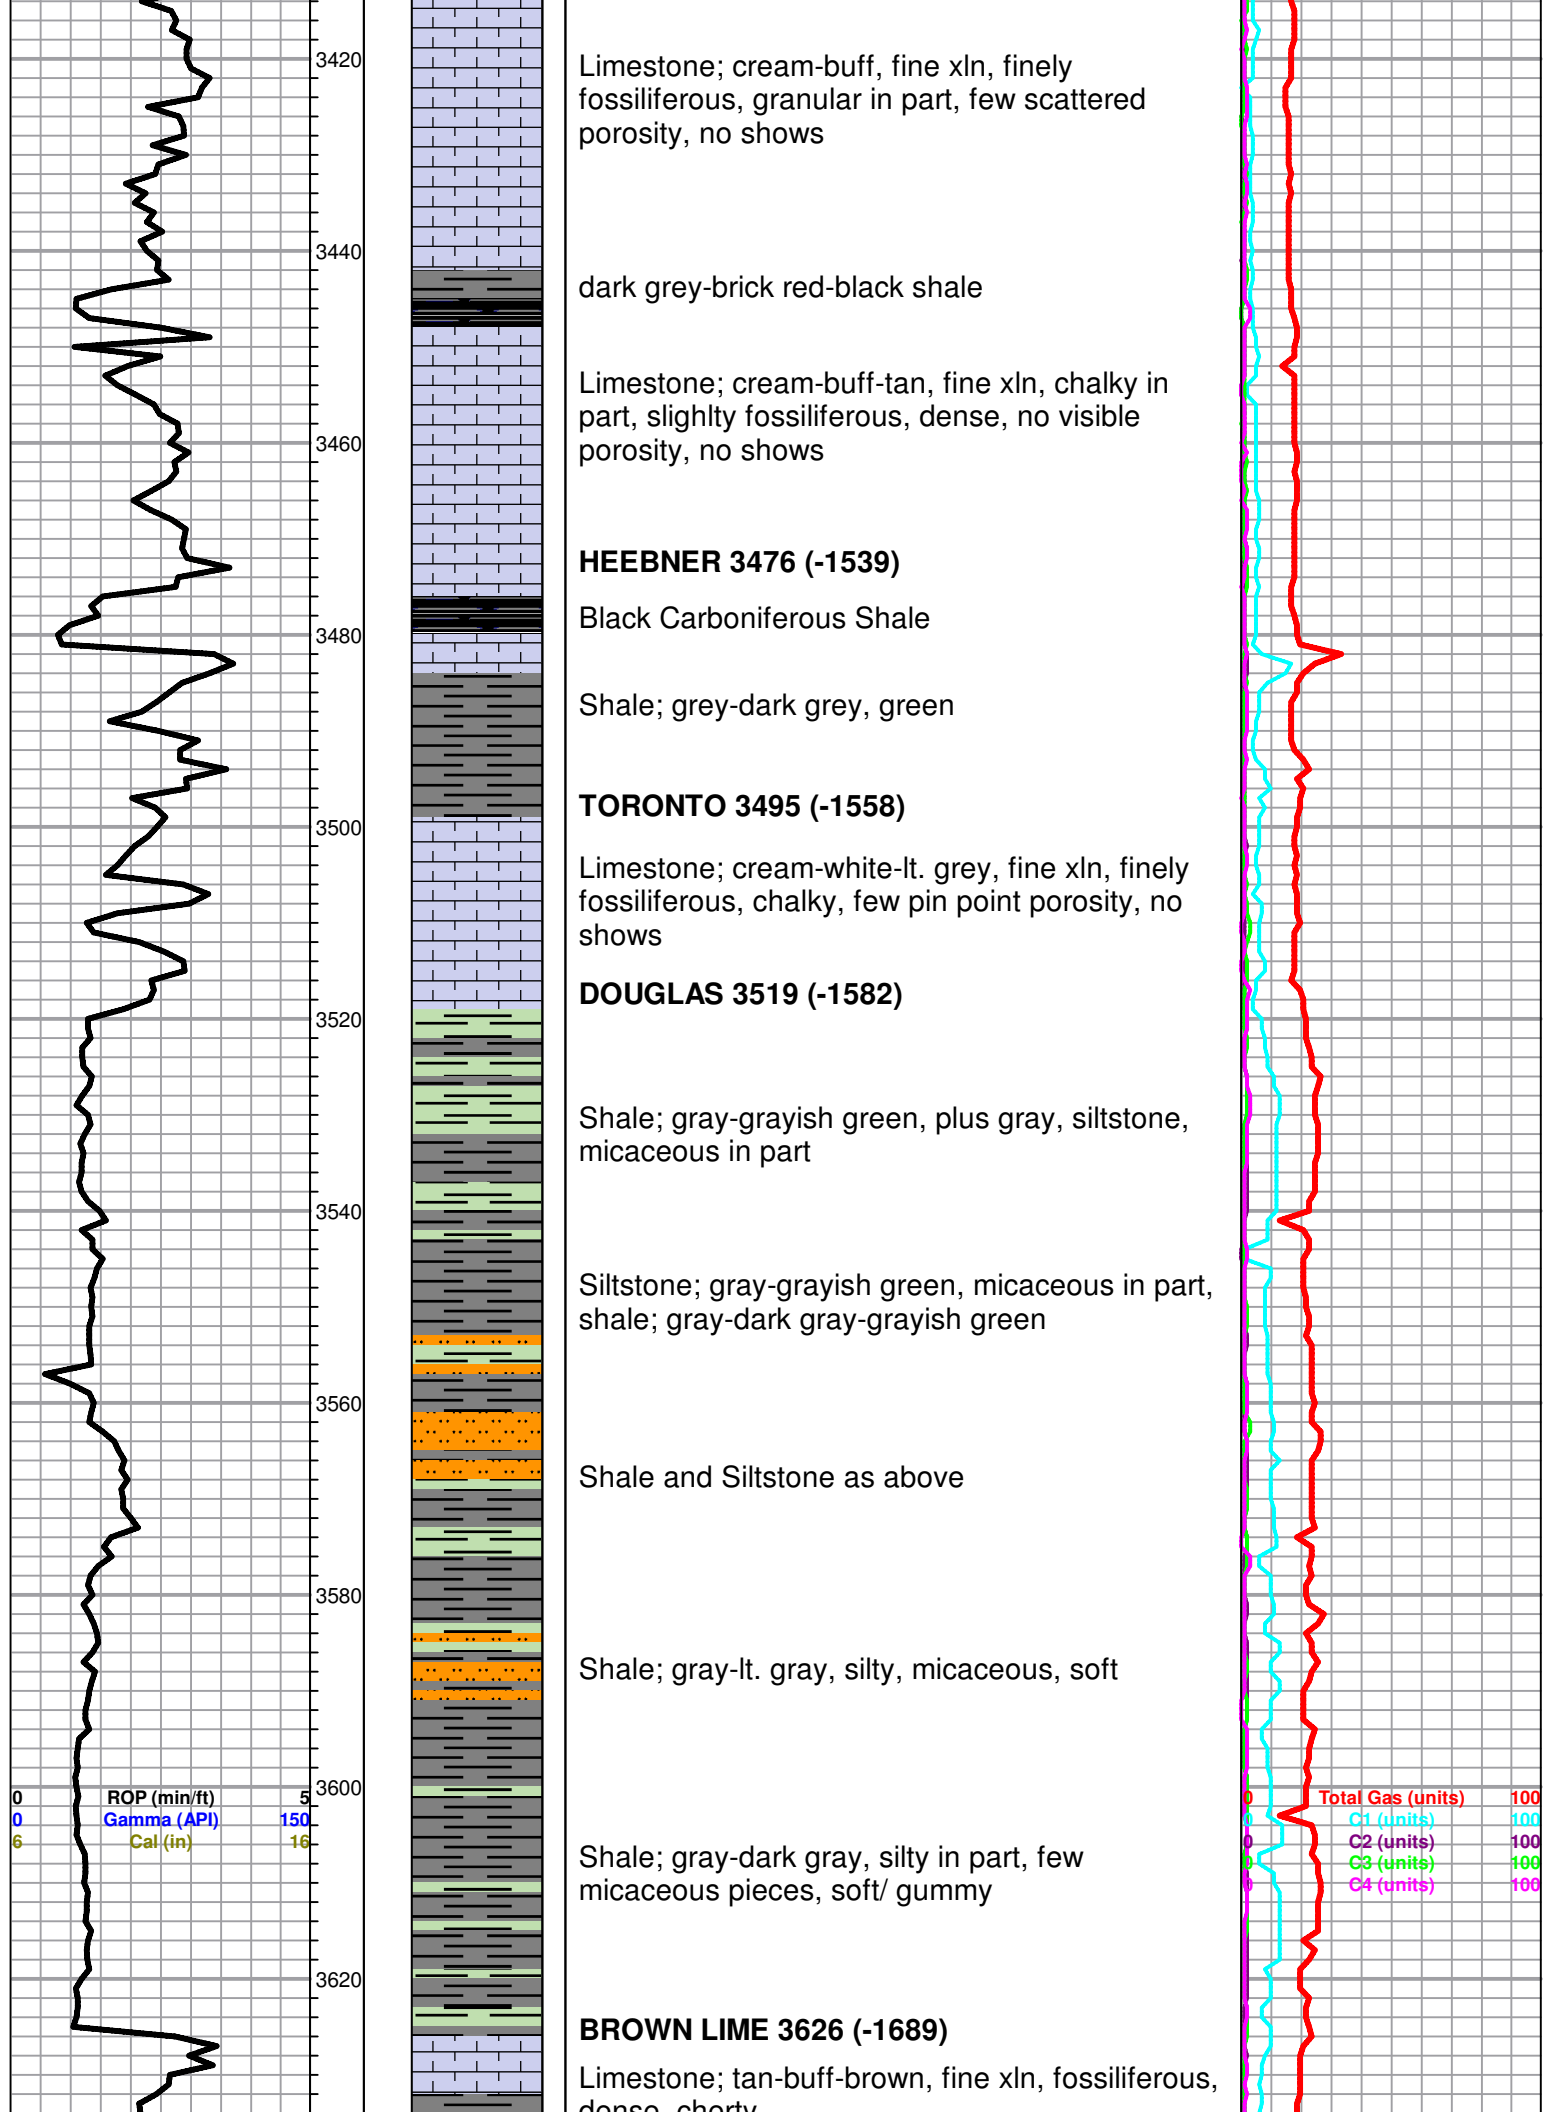 3420
Limestone; cream-buff, fine xln, finely
fossiliferous, granular in part, few scattered
porosity, no shows
3440
dark grey-brick red-black shale
Limestone; cream-buff-tan, fine xln, chalky in
part, slighlty fossiliferous, dense, no visible
porosity, no shows
3460
HEEBNER 3476 (-1539)
Black Carboniferous Shale
3480
Shale; grey-dark grey, green
TORONTO 3495 (-1558)
3500
Limestone; cream-white-lt. grey, fine xln, finely
fossiliferous, chalky, few pin point porosity, no
shows
DOUGLAS 3519 (-1582)
3520
Shale; gray-grayish green, plus gray, siltstone,
micaceous in part
3540
Siltstone; gray-grayish green, micaceous in part,
shale; gray-dark gray-grayish green
3560
Shale and Siltstone as above
3580
Shale; gray-lt. gray, silty, micaceous, soft
3600
0 ROP (min/ft) 5
0 Gamma (API) 150
6 Cal (in) 16
0 Total Gas (units) 100
0 C1 (units) 100
0 C2 (units) 100
0 C3 (units) 100
0 C4 (units) 100
Shale; gray-dark gray, silty in part, few
micaceous pieces, soft/ gummy
3620
BROWN LIME 3626 (-1689)
Limestone; tan-buff-brown, fine xln, fossiliferous,
dense, cherty